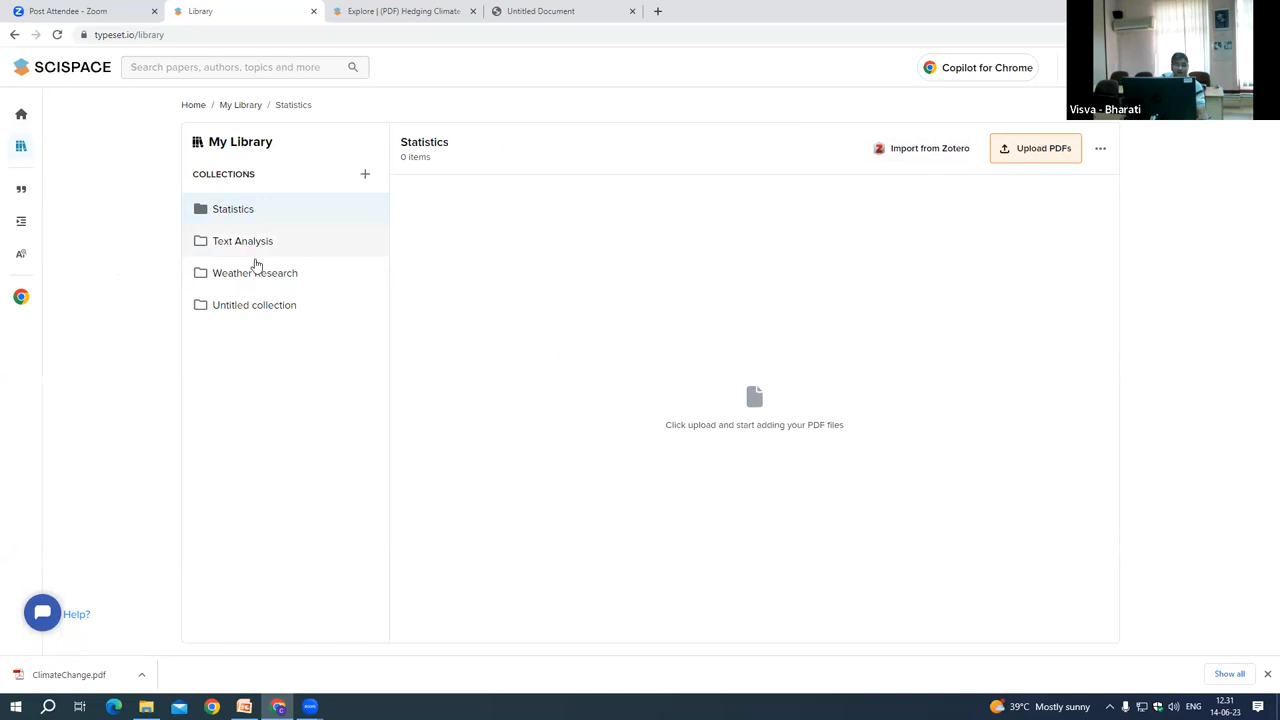 Post Attendee - Zoom
Library
Explore | (PDF) Hedging Climate
Untitled Document
typeset.io/library
SCISPACE
Search papers, authors, topics and more
Copilot for Chrome
Visva - Bharati
Home / My Library / Statistics
My Library
COLLECTIONS
Statistics
Text Analysis
Weather Research
Untitled collection
Statistics
0 items
Import from Zotero
Upload PDFs
Click upload and start adding your PDF files
Help?
ClimateChange.pdf
Show all
39°C Mostly sunny
ENG
12.31
14-06-23